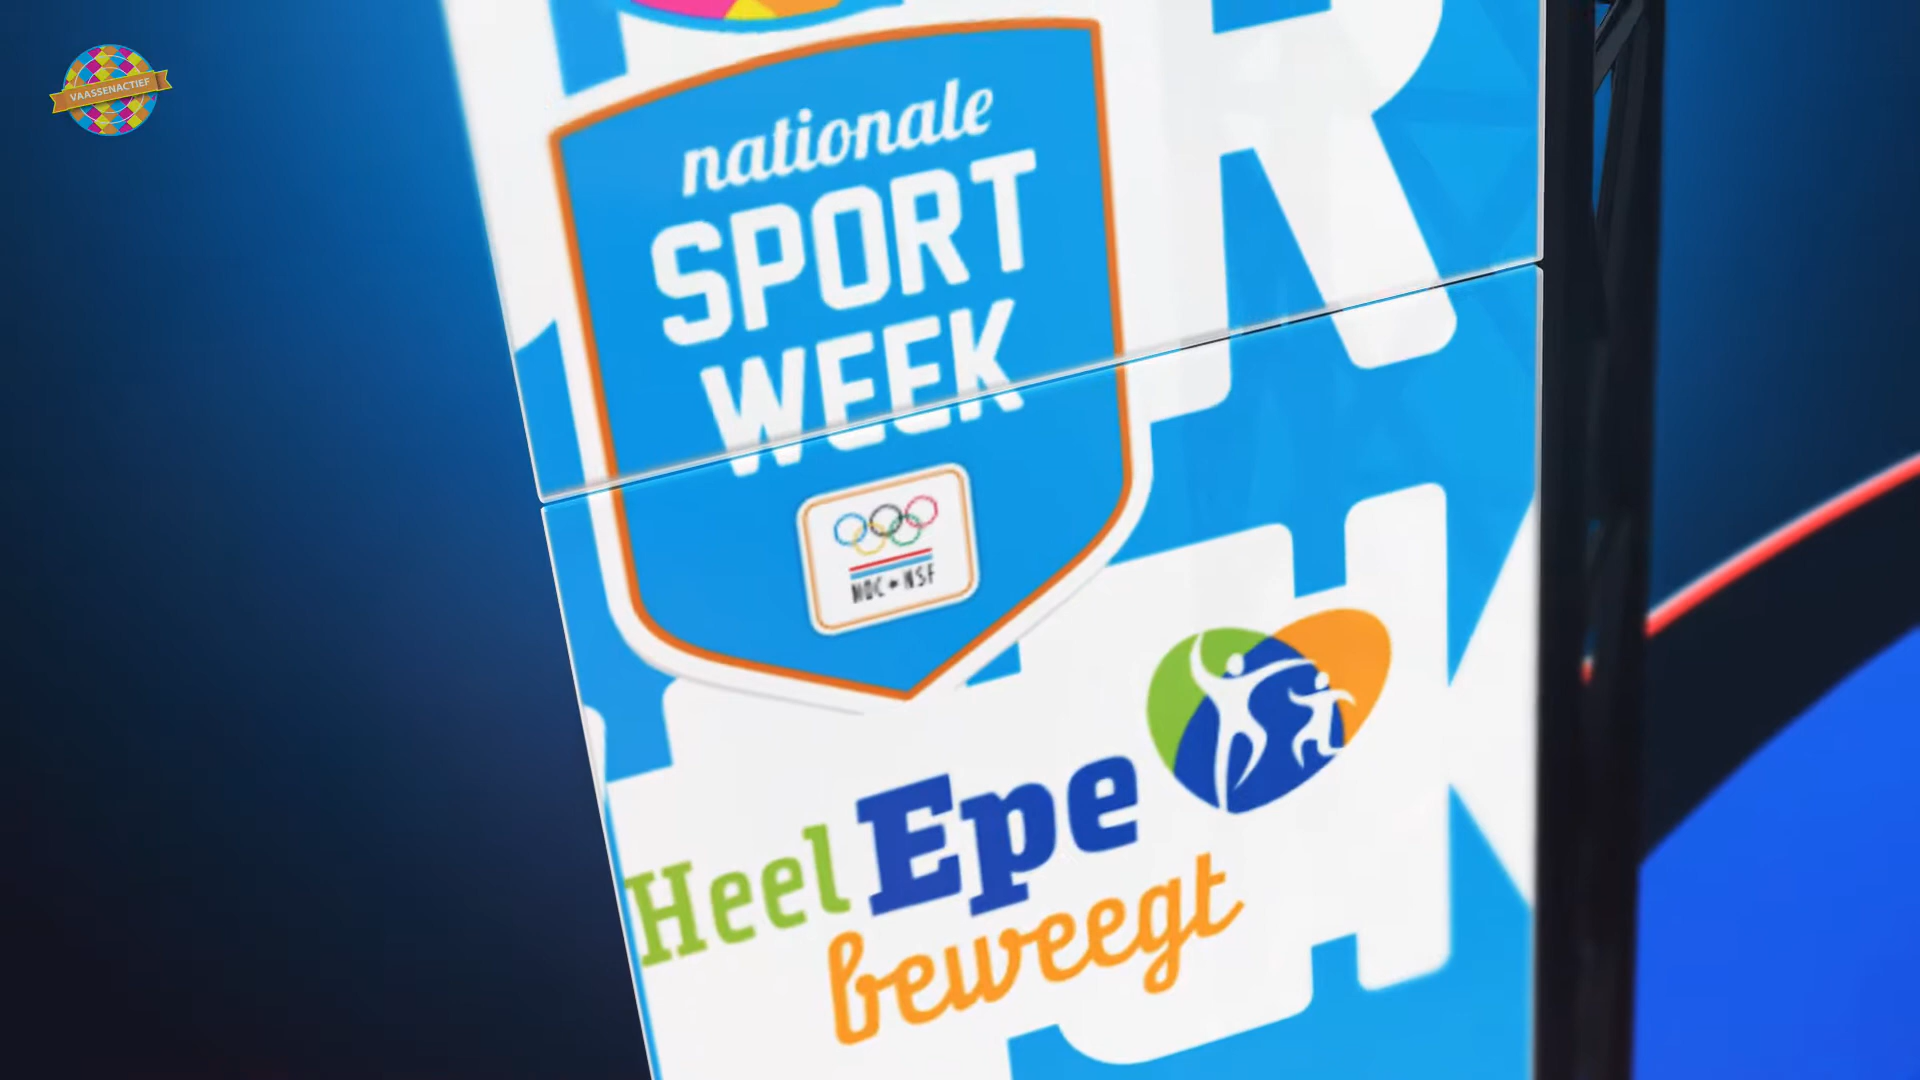 VAASSENACTIEF
nationale
SPORT
WEEK
NOC*NSF
Heel Epe
beweegt